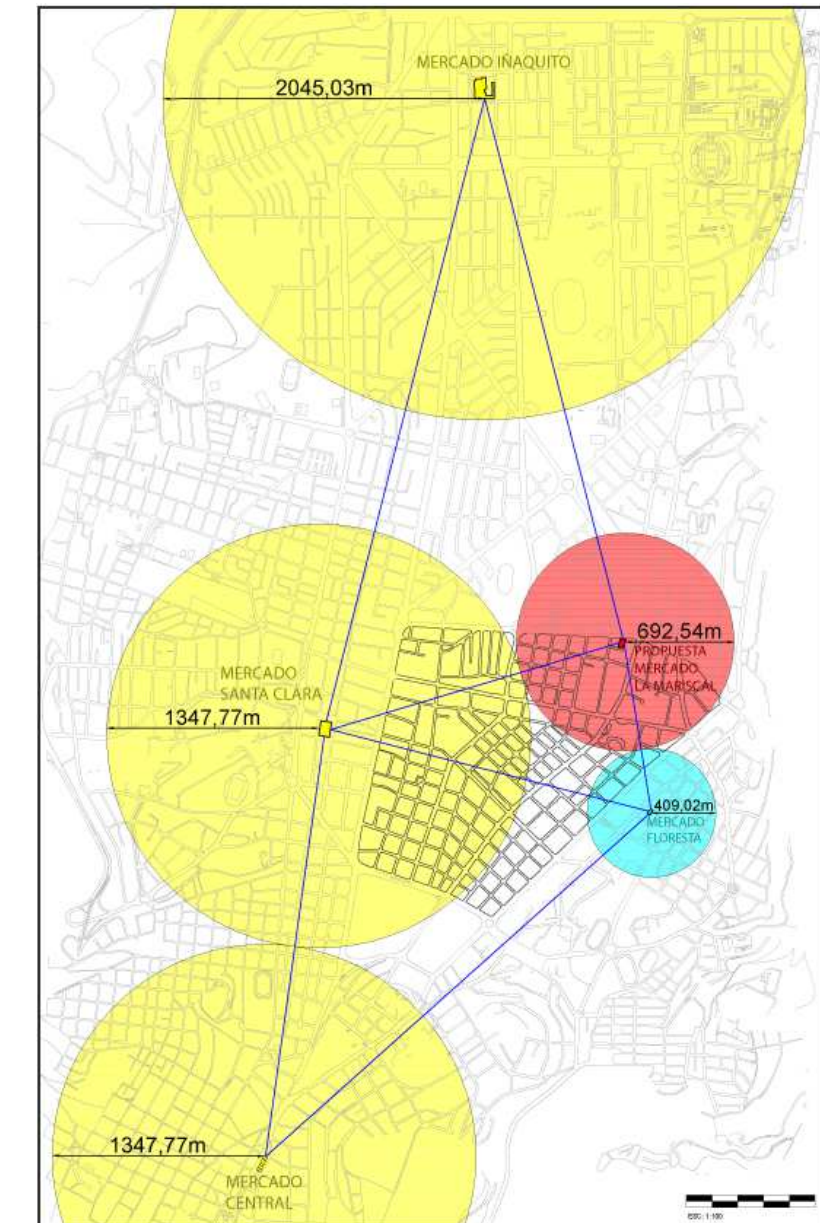 MERCADO IÑAQUITO
2045,03m
692,54m
PROPUESTA
MERCADO
LA MARISCAL
MERCADO
SANTA CLARA
1347,77m
409,02m
MERCADO
FLORESTA
1347,77m
MERCADO
CENTRAL